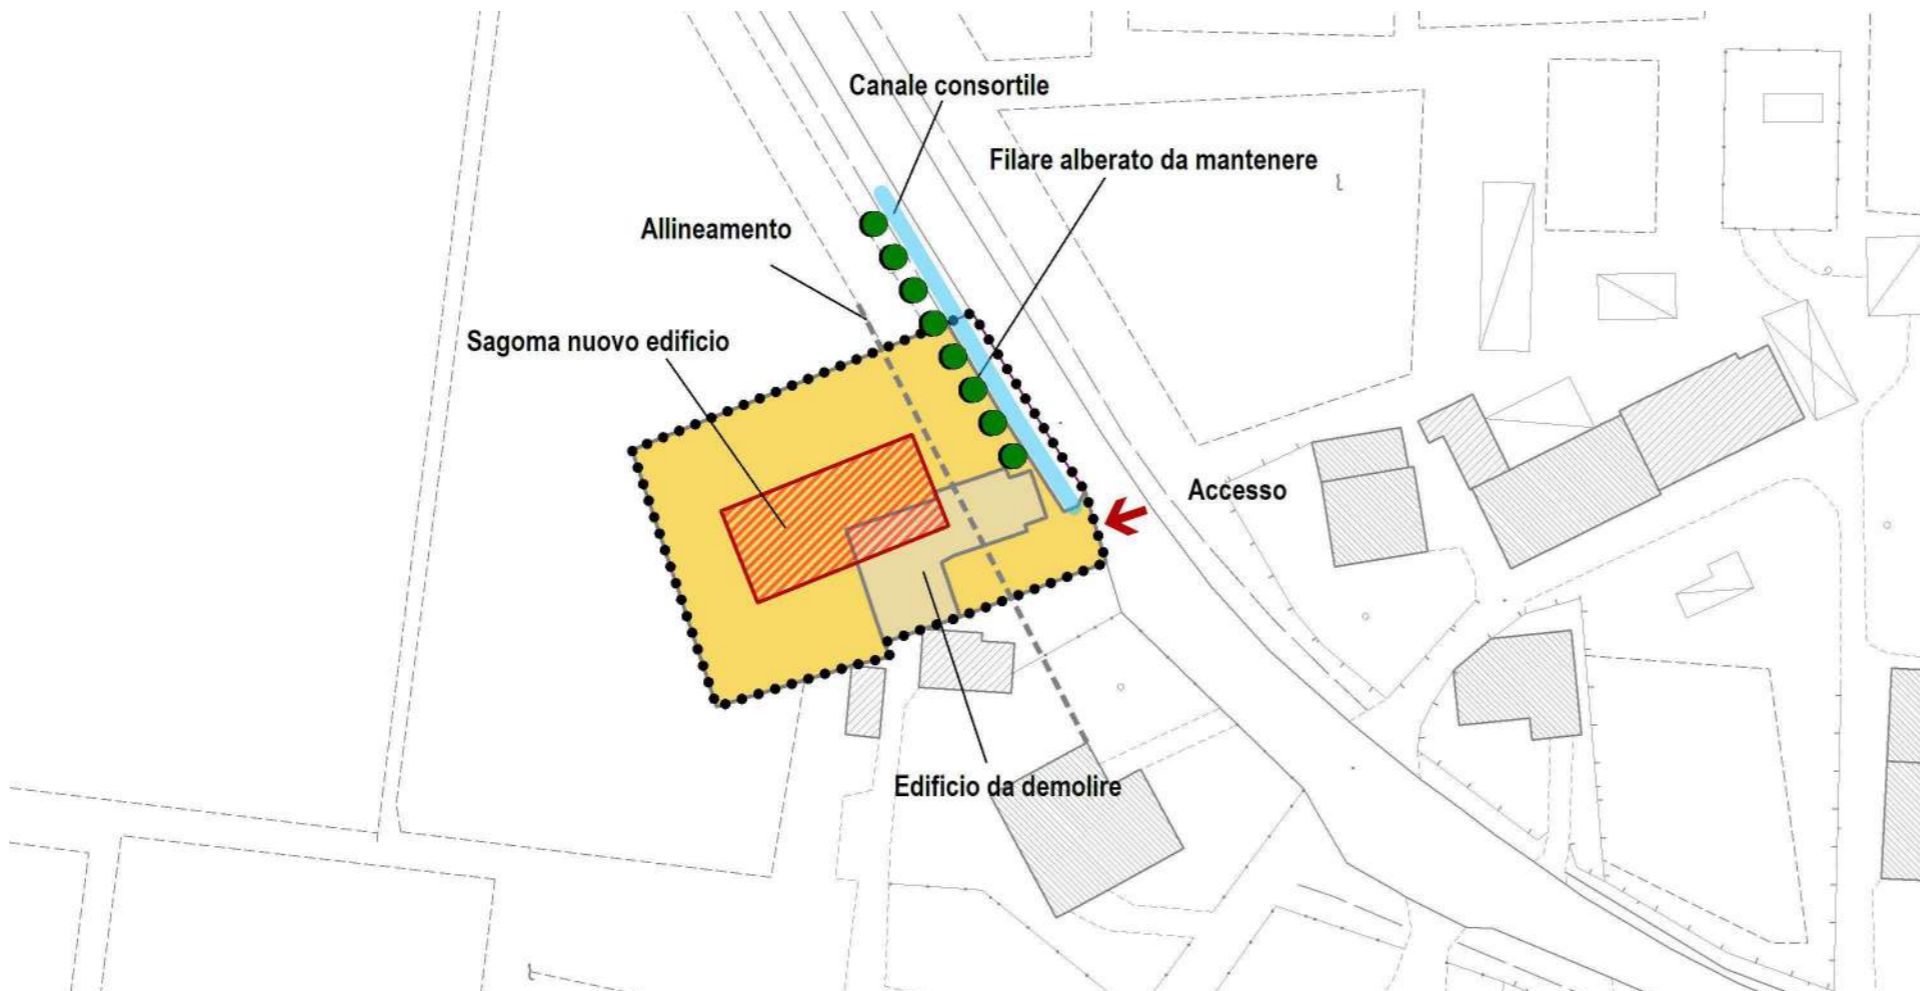 Canale consortile
Filare alberato da mantenere
Allineamento
Sagoma nuovo edificio
Accesso
Edificio da demolire